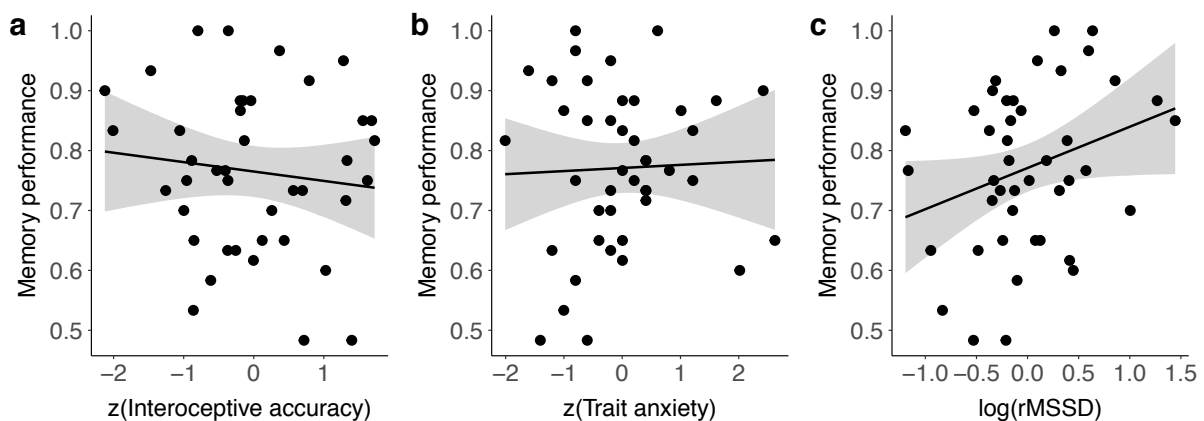 a
Memory performance
1.0
0.9
0.8
0.7
0.6
0.5
−2 −1 0 1 2
z(Interoceptive accuracy)
b
Memory performance
1.0
0.9
0.8
0.7
0.6
0.5
−2 −1 0 1 2
z(Trait anxiety)
c
Memory performance
1.0
0.9
0.8
0.7
0.6
0.5
−1.0 −0.5 0.0 0.5 1.0 1.5
log(rMSSD)